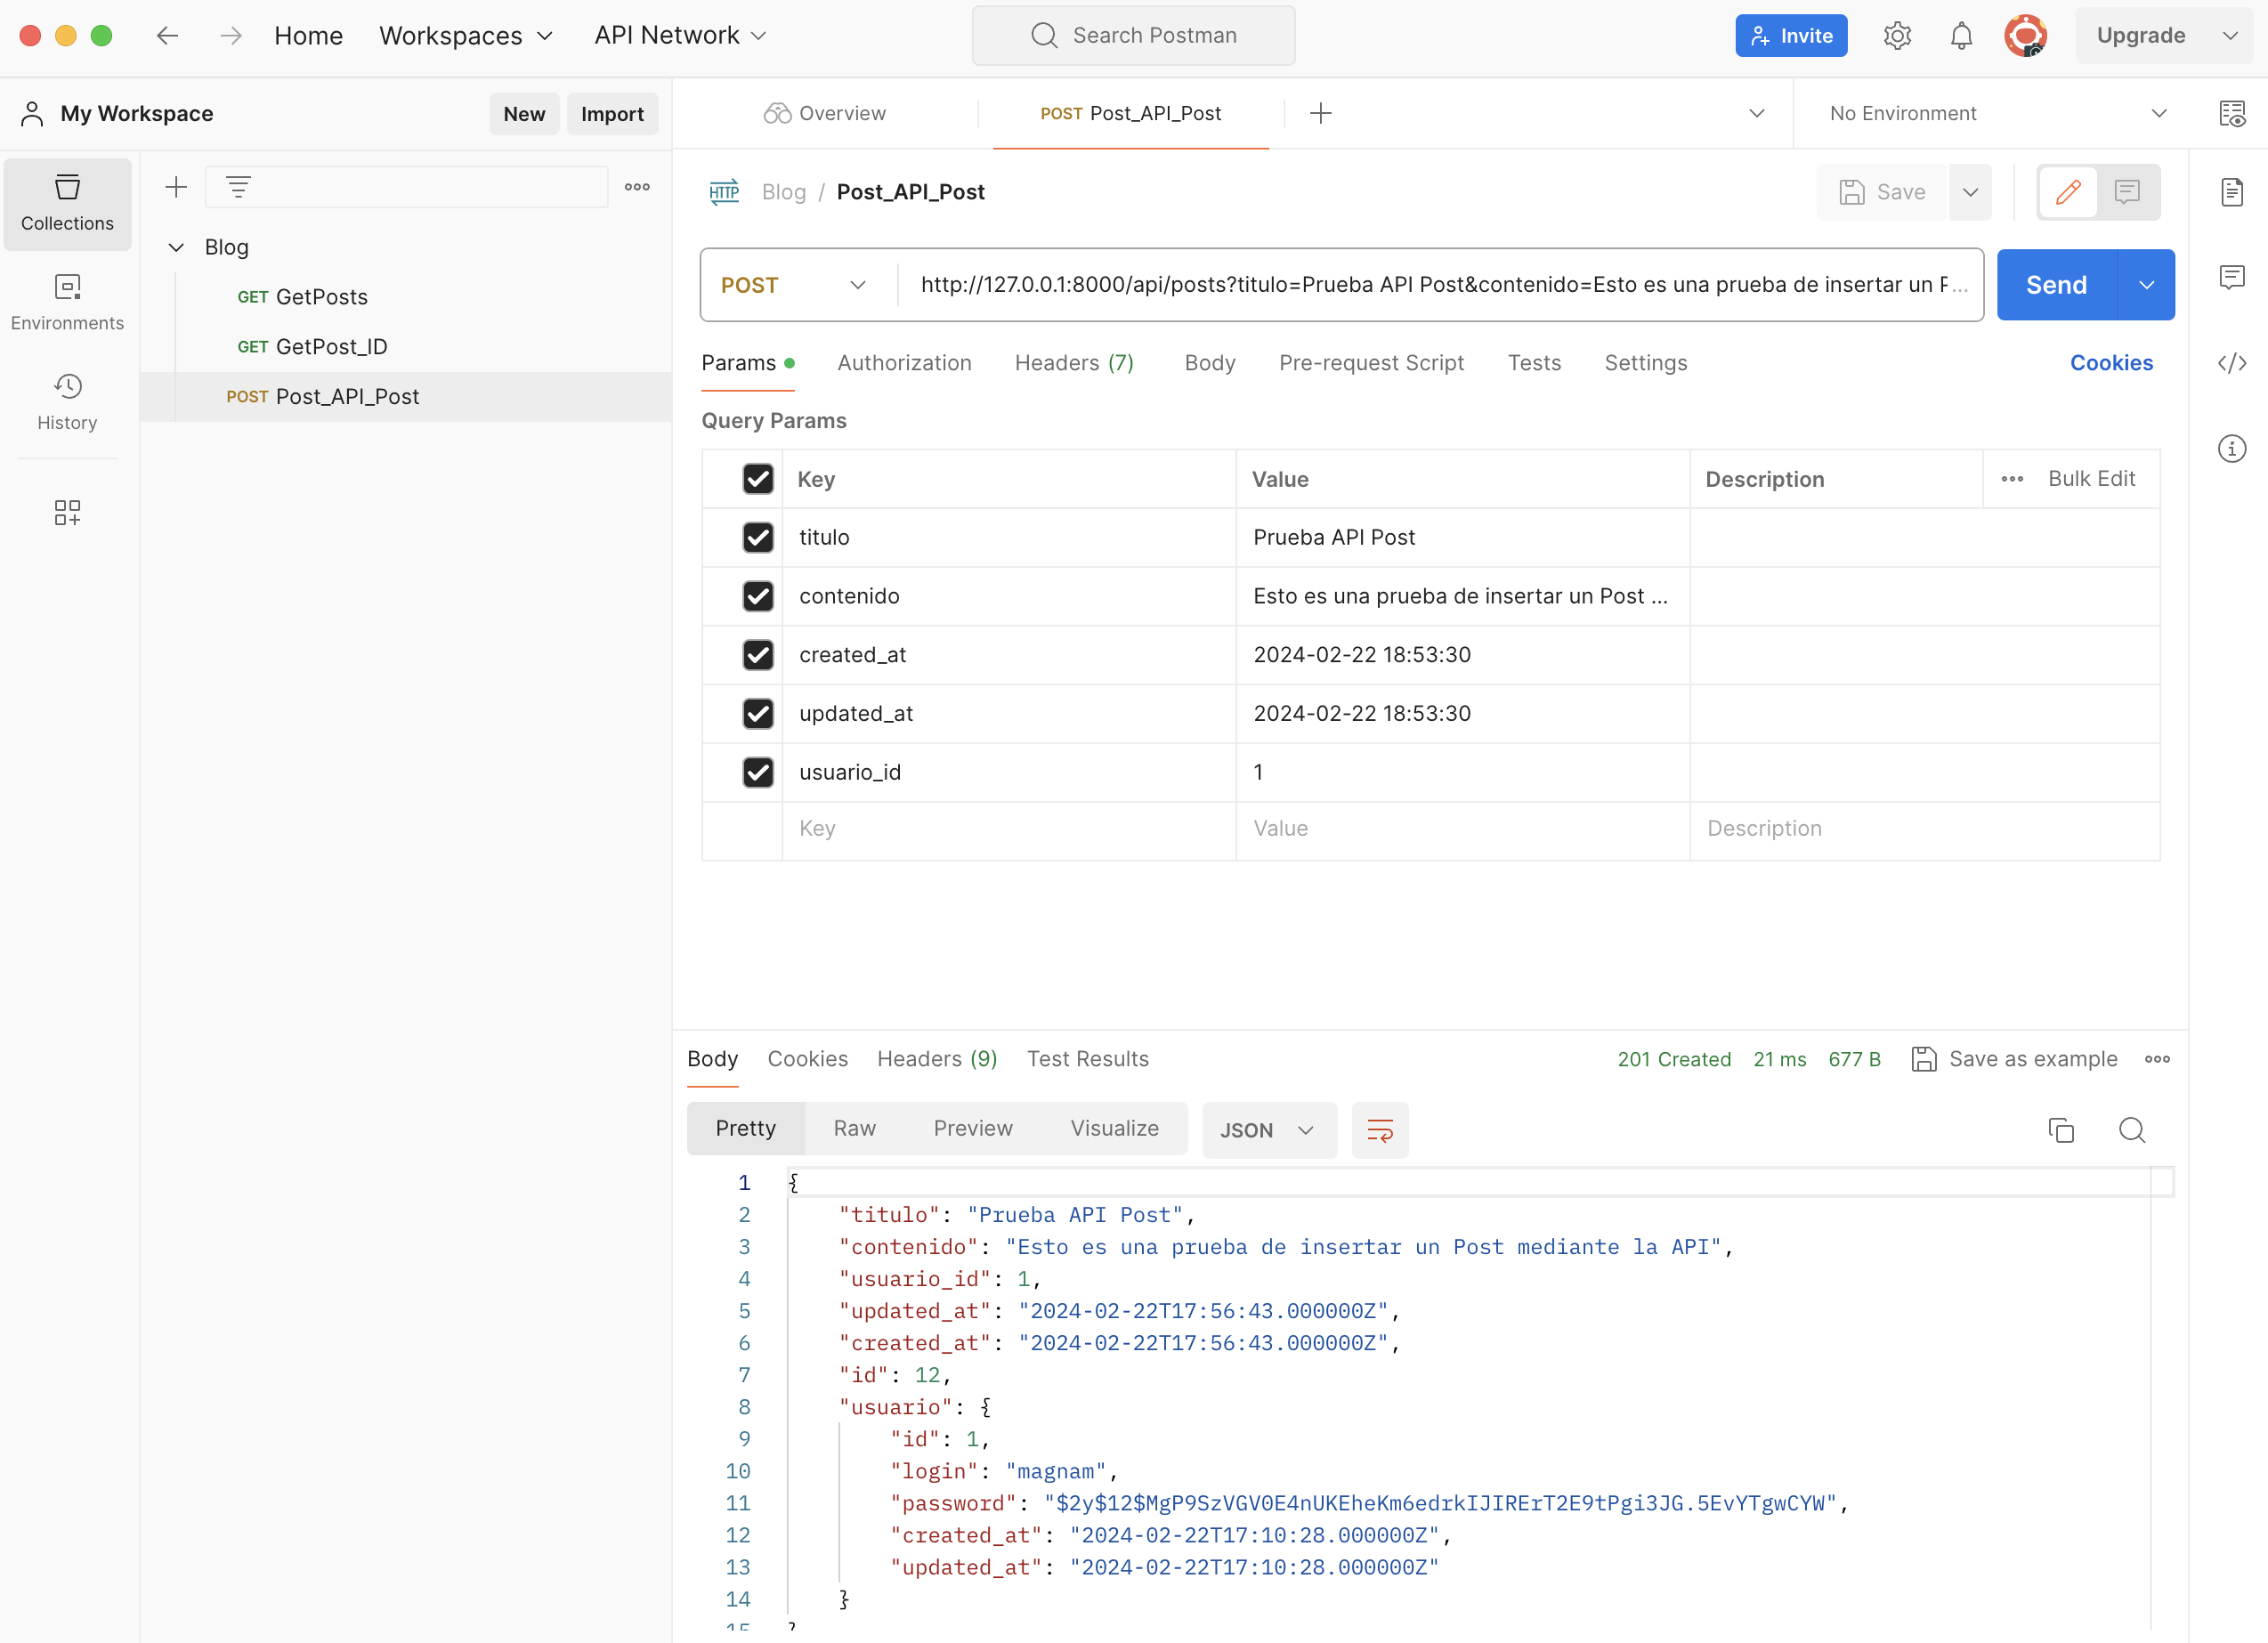 Home Workspaces API Network Search Postman Invite Upgrade
My Workspace New Import Overview POST Post_API_Post No Environment
Collections
Environments
History
Blog
GET GetPosts
GET GetPost_ID
POST Post_API_Post
HTTP Blog / Post_API_Post Save
POST http://127.0.0.1:8000/api/posts?titulo=Prueba API Post&contenido=Esto es una prueba de insertar un P... Send
Params Authorization Headers (7) Body Pre-request Script Tests Settings Cookies
Query Params
Key Value Description Bulk Edit
titulo Prueba API Post
contenido Esto es una prueba de insertar un Post ...
created_at 2024-02-22 18:53:30
updated_at 2024-02-22 18:53:30
usuario_id 1
Key Value Description
Body Cookies Headers (9) Test Results 201 Created 21 ms 677 B Save as example
Pretty Raw Preview Visualize JSON
1 {
2 "titulo": "Prueba API Post",
3 "contenido": "Esto es una prueba de insertar un Post mediante la API",
4 "usuario_id": 1,
5 "updated_at": "2024-02-22T17:56:43.000000Z",
6 "created_at": "2024-02-22T17:56:43.000000Z",
7 "id": 12,
8 "usuario": {
9 "id": 1,
10 "login": "magnam",
11 "password": "$2y$12$MgP9SzVGV0E4nUKEheKm6edrkIJIRErT2E9tPgi3JG.5EvYTgwCYW",
12 "created_at": "2024-02-22T17:10:28.000000Z",
13 "updated_at": "2024-02-22T17:10:28.000000Z"
14 }